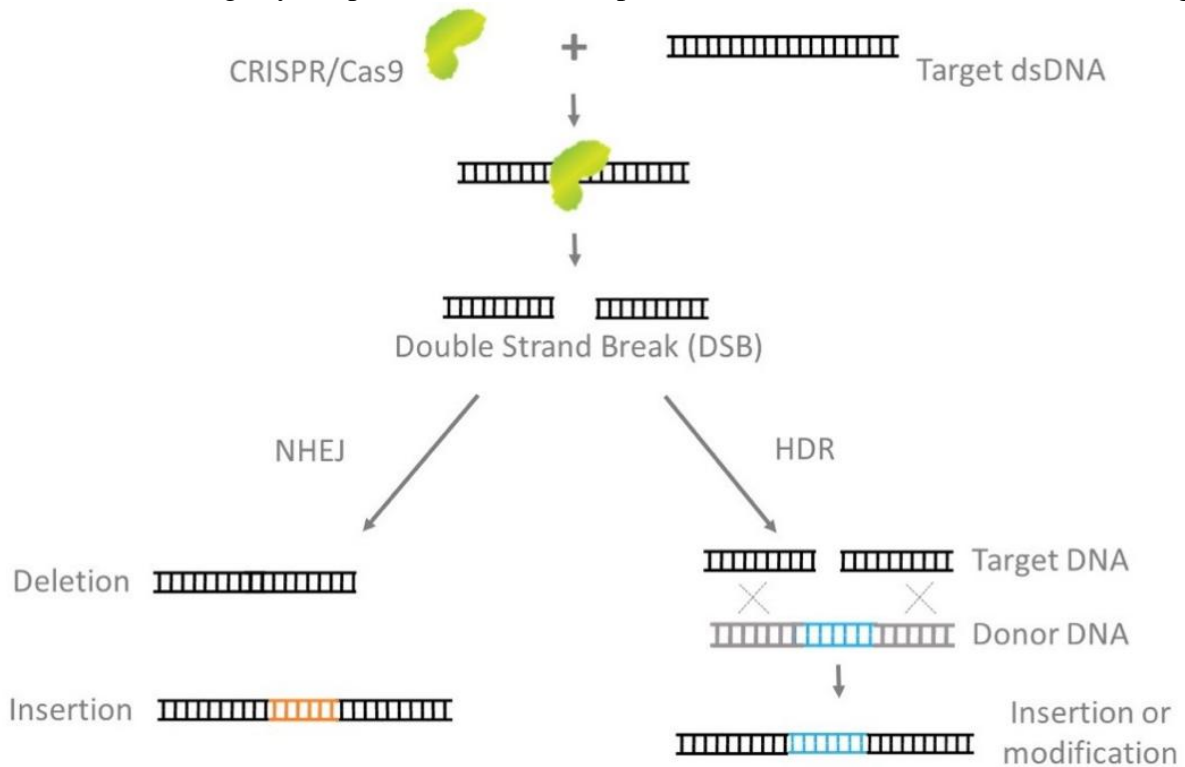 CRISPR/Cas9
+
Target dsDNA
Double Strand Break (DSB)
NHEJ
HDR
Deletion
Target DNA
Donor DNA
Insertion
Insertion or
modification